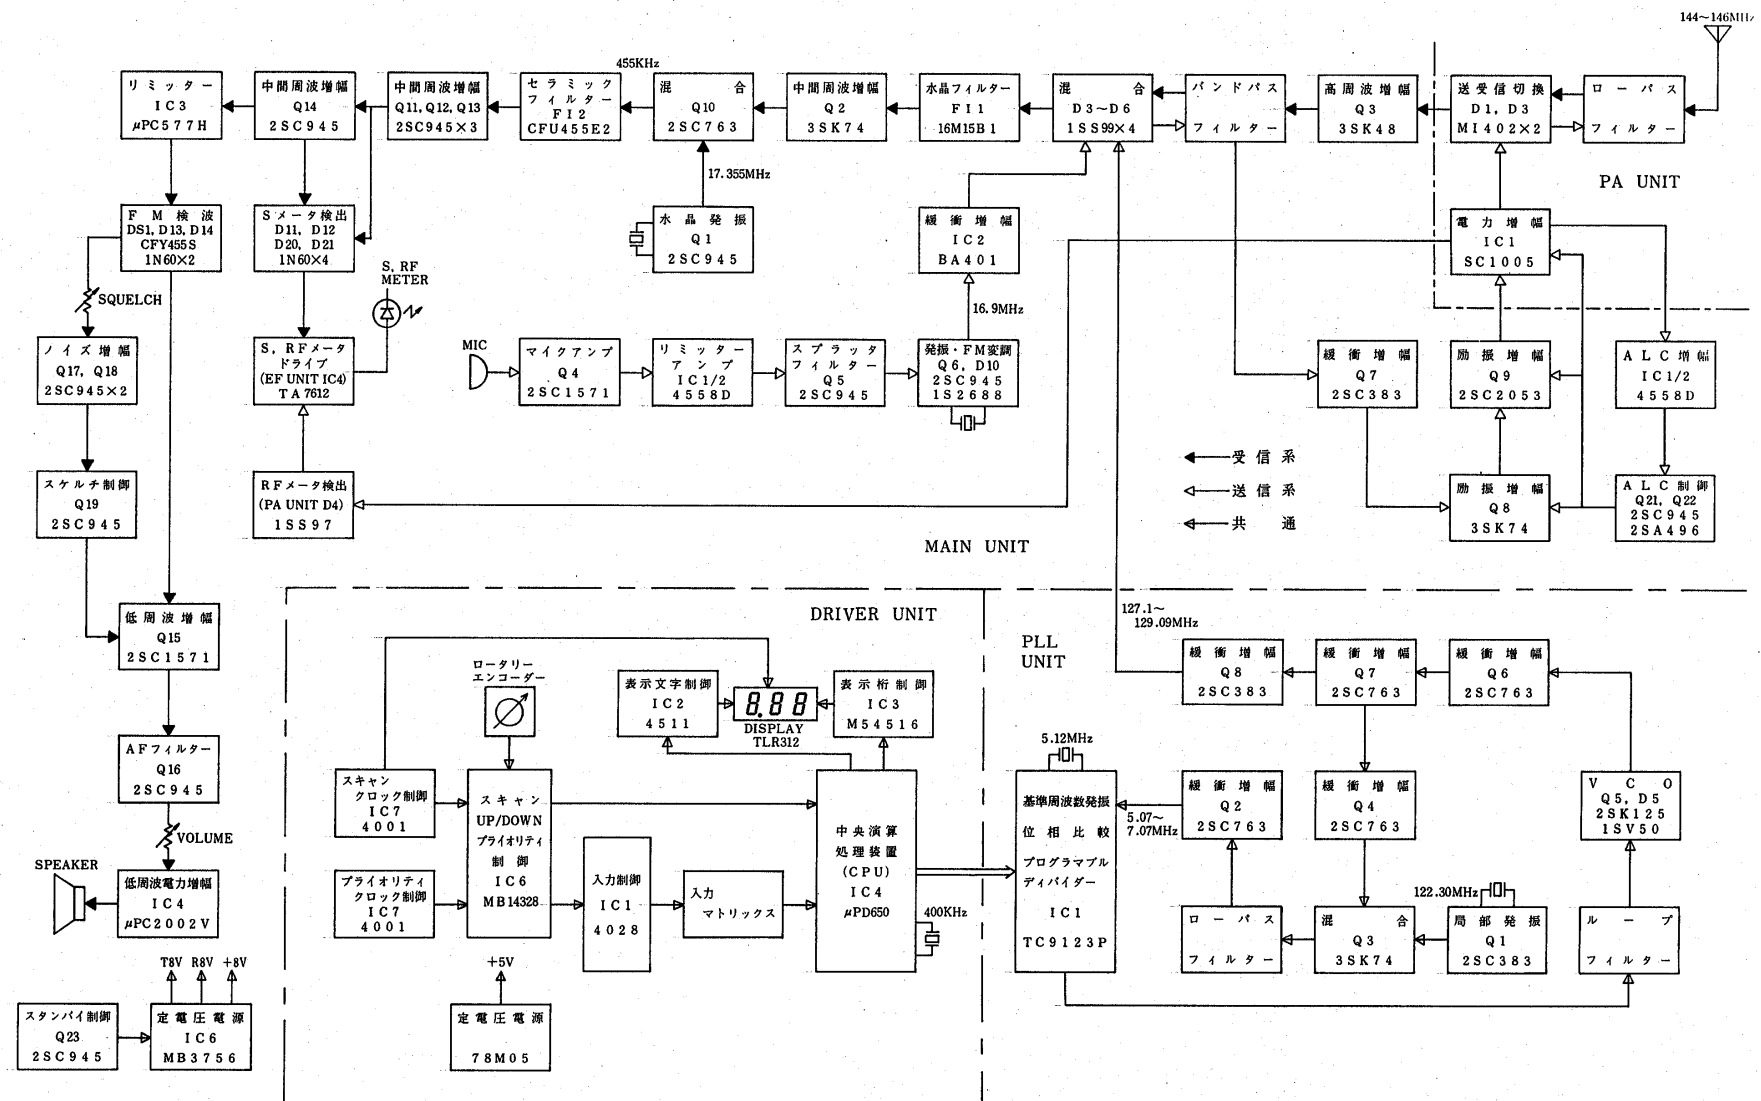 144～146MHz
リミッター
IC3
μPC577H
中間周波増幅
Q14
2SC945
中間周波増幅
Q11, Q12, Q13
2SC945×3
セラミック
フィルター
FI2
CFU455E2
455KHz
混合
Q10
2SC763
中間周波増幅
Q2
3SK74
水晶フィルター
FI1
16M15B1
混合
D3～D6
1SS99×4
バンドパス
フィルター
高周波増幅
Q3
3SK48
送受信切換
D1, D3
MI402×2
ローパス
フィルター
PA UNIT
17.355MHz
FM検波
DS1, D13, D14
CFY455S
1N60×2
Sメータ検出
D11, D12
D20, D21
1N60×4
水晶発振
Q1
2SC945
緩衝増幅
IC2
BA401
電力増幅
IC1
SC1005
S, RF
METER
SQUELCH
16.9MHz
ノイズ増幅
Q17, Q18
2SC945×2
S, RFメータ
ドライブ
(EF UNIT IC4)
TA7612
MIC
マイクアンプ
Q4
2SC1571
リミッター
アンプ
IC1/2
4558D
スプラッタ
フィルター
Q5
2SC945
発振・FM変調
Q6, D10
2SC945
1S2688
緩衝増幅
Q7
2SC383
励振増幅
Q9
2SC2053
ALC増幅
IC1/2
4558D
受信系
送信系
共通
スケルチ制御
Q19
2SC945
RFメータ検出
(PA UNIT D4)
1SS97
励振増幅
Q8
3SK74
ALC制御
Q21, Q22
2SC945
2SA496
MAIN UNIT
DRIVER UNIT
PLL
UNIT
127.1～
129.09MHz
低周波増幅
Q15
2SC1571
ロータリー
エンコーダー
表示文字制御
IC2
4511
8.88
DISPLAY
TLR312
表示桁制御
IC3
M54516
緩衝増幅
Q8
2SC383
緩衝増幅
Q7
2SC763
緩衝増幅
Q6
2SC763
AFフィルター
Q16
2SC945
スキャン
クロック制御
IC7
4001
スキャン
UP/DOWN
プライオリティ
制御
IC6
MB14328
中央演算
処理装置
(CPU)
IC4
μPD650
5.12MHz
基準周波数発振
位相比較
プログラマブル
ディバイダー
IC1
TC9123P
5.07～
7.07MHz
緩衝増幅
Q2
2SC763
緩衝増幅
Q4
2SC763
VCO
Q5, D5
2SK125
1SV50
VOLUME
SPEAKER
低周波電力増幅
IC4
μPC2002V
プライオリティ
クロック制御
IC7
4001
入力制御
IC1
4028
入力
マトリックス
400KHz
122.30MHz
ローパス
フィルター
混合
Q3
3SK74
局部発振
Q1
2SC383
ループ
フィルター
T8V R8V +8V
+5V
スタンバイ制御
Q23
2SC945
定電圧電源
IC6
MB3756
定電圧電源
78M05